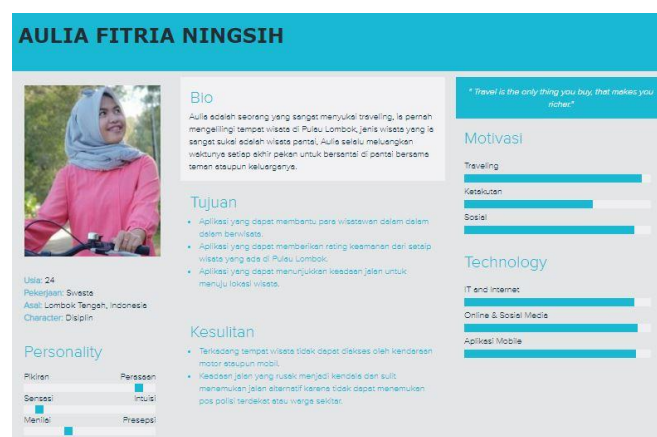 AULIA FITRIA NINGSIH
Bio
Aulia adalah seorang yang sangat menyukai traveling, ia pernah
mengelilingi tempat wisata di Pulau Lombok, jenis wisata yang ia
sangat sukai adalah wisata pantai, Aulia selalu meluangkan
waktunya setiap akhir pekan untuk bersantai di pantai bersama
teman ataupun keluarganya.
Tujuan
• Aplikasi yang dapat membantu para wisatawan dalam dalam
dalam berwisata.
• Aplikasi yang dapat memberikan rating keamanan dari setaip
wisata yang ada di Pulau Lombok.
• Aplikasi yang dapat menunjukkan keadaan jalan untuk
menuju lokasi wisata.
Kesulitan
• Terkadang tempat wisata tidak dapat diakses oleh kendaraan
motor ataupun mobil.
• Keadaan jalan yang rusak menjadi kendala dan sulit
menemukan jalan alternatif karena tidak dapat menemukan
pos polisi terdekat atau warga sekitar.
Usia: 24
Pekerjaan: Swasta
Asal: Lombok Tengah, Indonesia
Character: Disiplin
Personality
Pikiran Perasaan
Sensasi Intuisi
Menilai Presepsi
" Travel is the only thing you buy, that makes you
richer."
Motivasi
Traveling
Ketakutan
Sosial
Technology
IT and Internet
Online & Sosial Media
Aplikasi Mobile